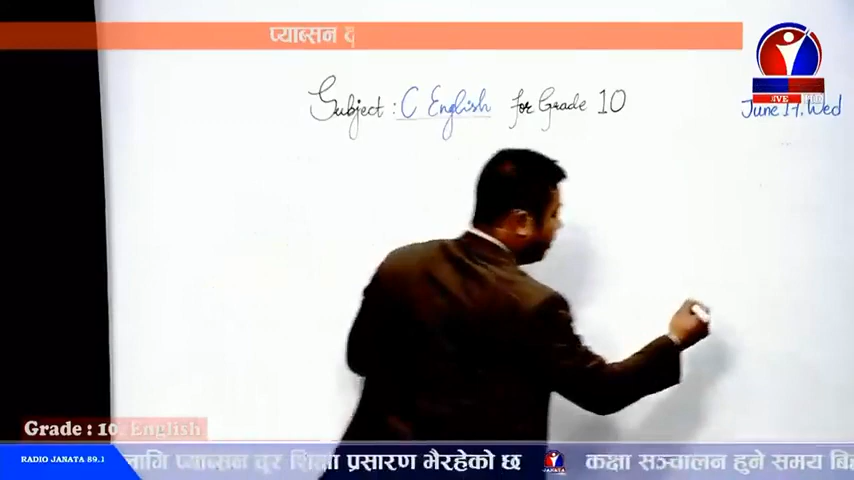 प्याब्सन द
LIVE
Subject : C English for Grade 10
June 17, Wed
Grade : 10, English
RADIO JANATA 89.1
लागि प्याब्सन दूर शिक्षा प्रसारण भैरहेको छ कक्षा सञ्चालन हुने समय बि